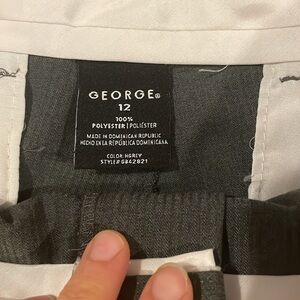 GEORGE®
12
100%
POLYESTER | POLIÉSTER
MADE IN DOMINICAN REPUBLIC
HECHO EN LA REPÚBLICA DOMINICANA
COLOR: HGREY
STYLE# GB42821